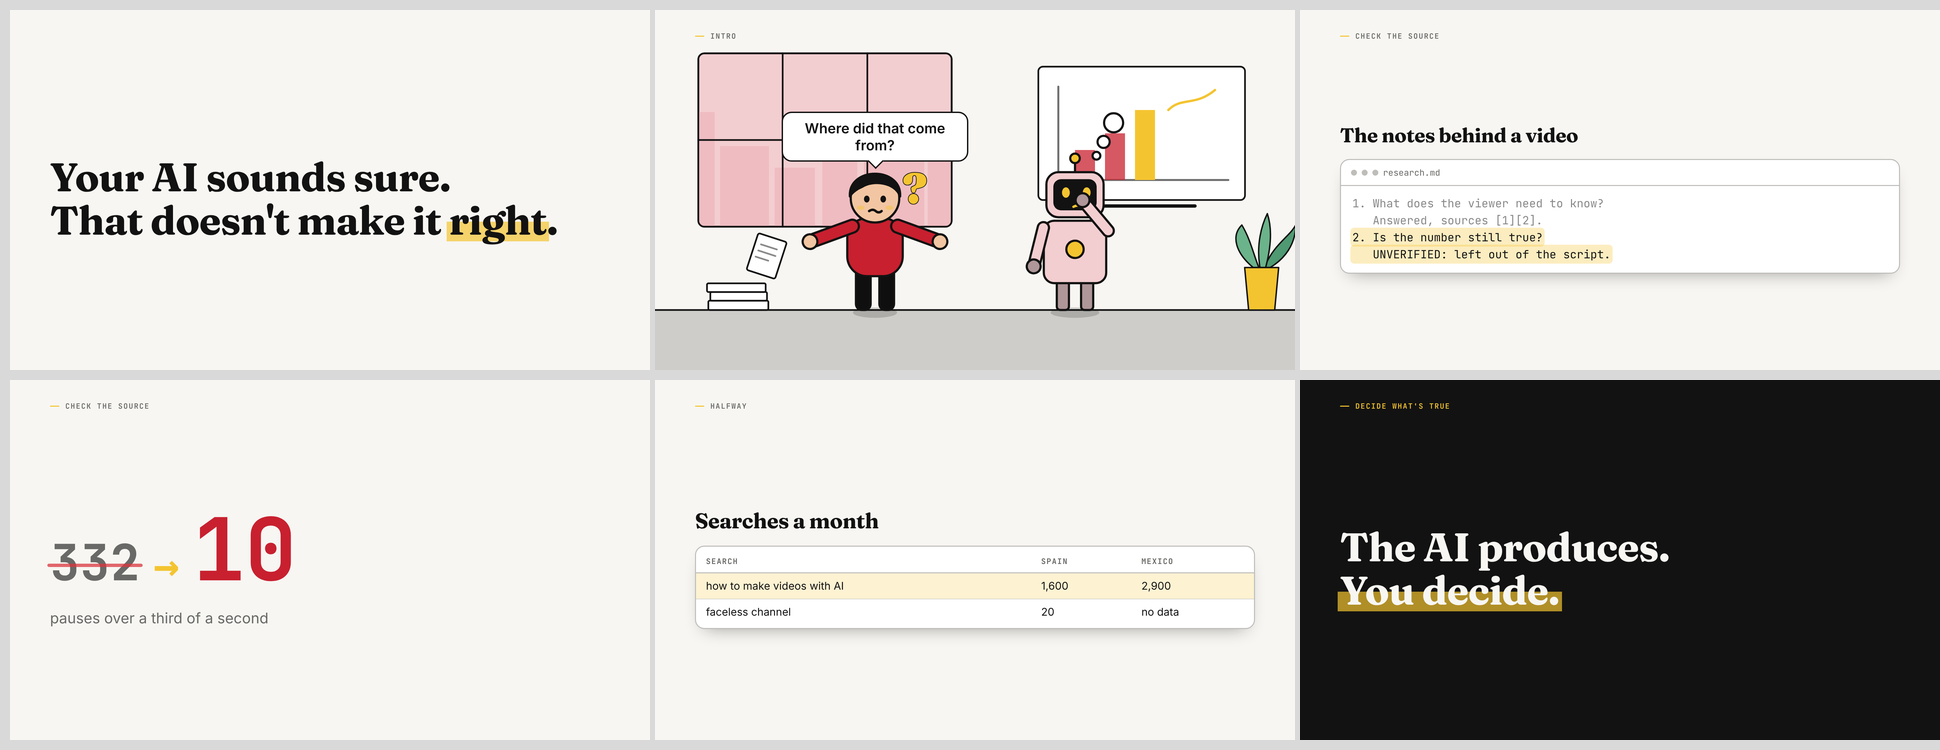 Your AI sounds sure.
That doesn't make it right.
INTRO
Where did that come
from?
?
CHECK THE SOURCE
The notes behind a video
research.md
1. What does the viewer need to know?
Answered, sources [1][2].
2. Is the number still true?
UNVERIFIED: left out of the script.
CHECK THE SOURCE
332 → 10
pauses over a third of a second
HALFWAY
Searches a month
SEARCH SPAIN MEXICO
how to make videos with AI 1,600 2,900
faceless channel 20 no data
DECIDE WHAT'S TRUE
The AI produces.
You decide.